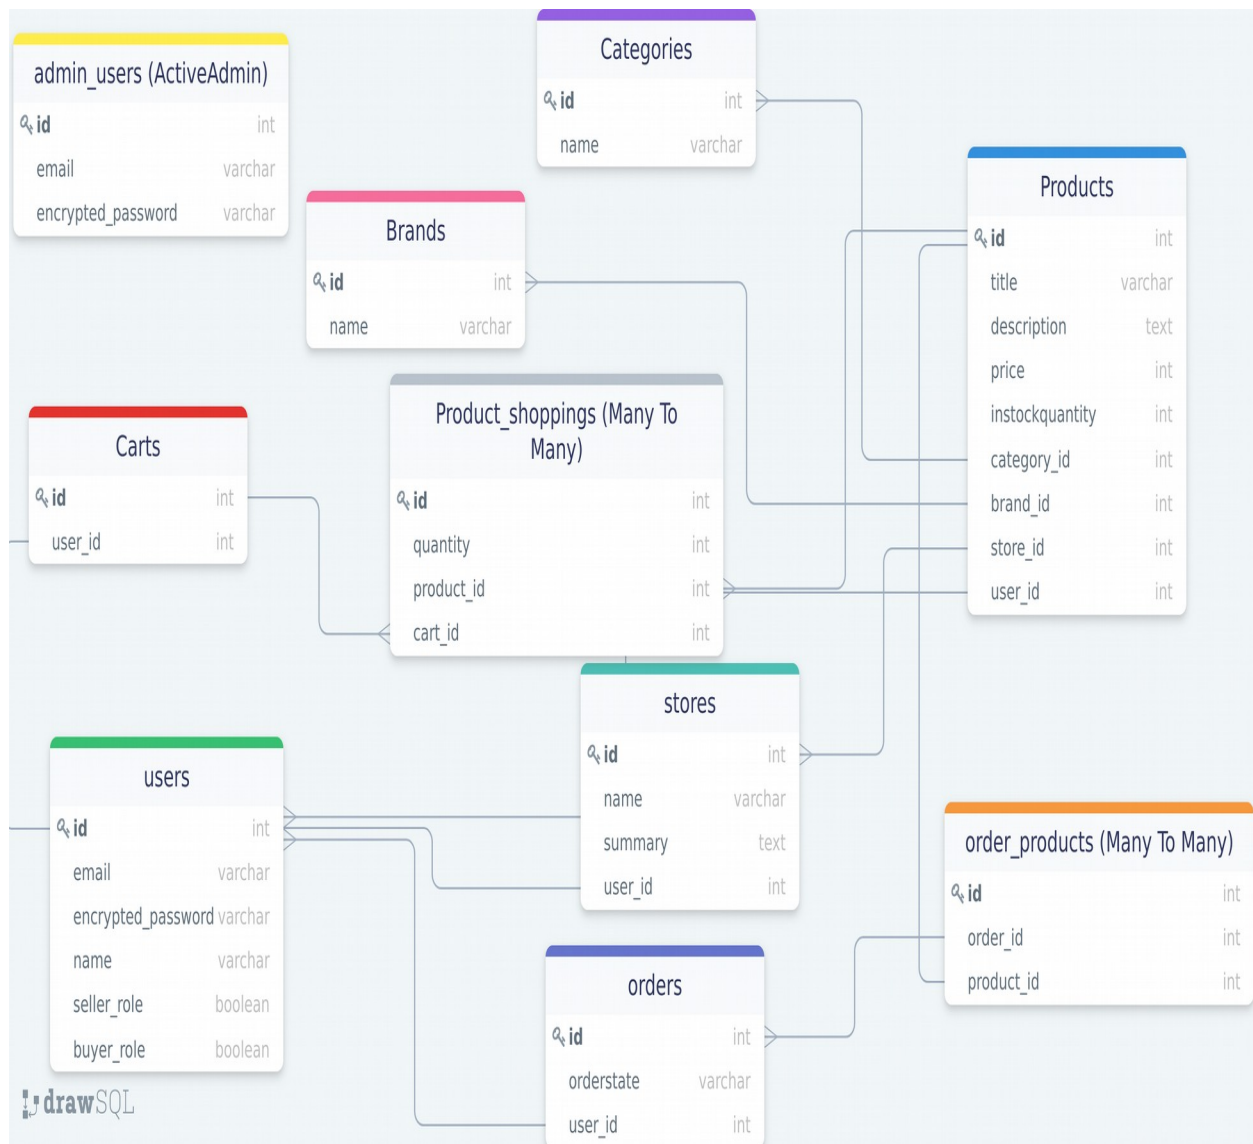 admin_users (ActiveAdmin)
id int
email varchar
encrypted_password varchar
Categories
id int
name varchar
Brands
id int
name varchar
Products
id int
title varchar
description text
price int
instockquantity int
category_id int
brand_id int
store_id int
user_id int
Carts
id int
user_id int
Product_shoppings (Many To
Many)
id int
quantity int
product_id int
cart_id int
stores
id int
name varchar
summary text
user_id int
users
id int
email varchar
encrypted_password varchar
name varchar
seller_role boolean
buyer_role boolean
order_products (Many To Many)
id int
order_id int
product_id int
orders
id int
orderstate varchar
user_id int
drawSQL